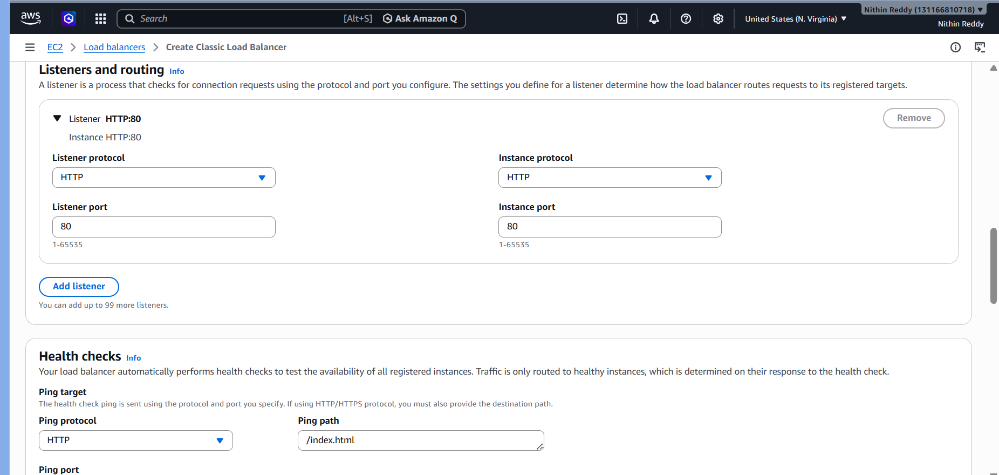 aws
Search [Alt+S] Ask Amazon Q
United States (N. Virginia)
Nithin Reddy (131166810718)
Nithin Reddy
EC2 Load balancers Create Classic Load Balancer
Listeners and routing Info
A listener is a process that checks for connection requests using the protocol and port you configure. The settings you define for a listener determine how the load balancer routes requests to its registered targets.
Listener HTTP:80
Remove
Instance HTTP:80
Listener protocol Instance protocol
HTTP HTTP
Listener port Instance port
80 80
1-65535 1-65535
Add listener
You can add up to 99 more listeners.
Health checks Info
Your load balancer automatically performs health checks to test the availability of all registered instances. Traffic is only routed to healthy instances, which is determined on their response to the health check.
Ping target
The health check ping is sent using the protocol and port you specify. If using HTTP/HTTPS protocol, you must also provide the destination path.
Ping protocol Ping path
HTTP /index.html
Ping port